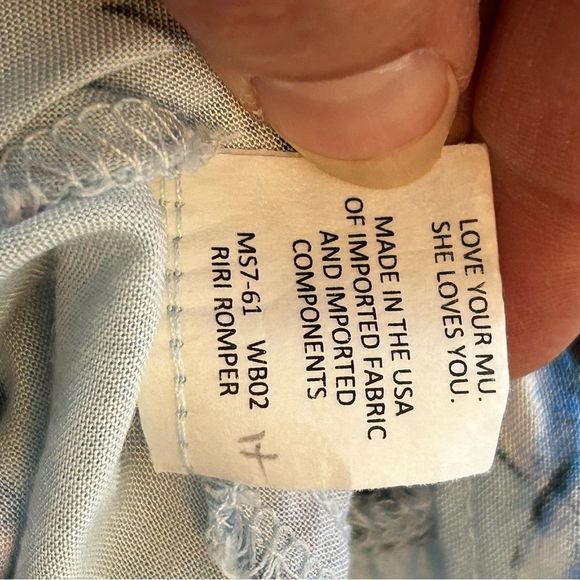 LOVE YOUR MU.
SHE LOVES YOU.
MADE IN THE USA
OF IMPORTED FABRIC
AND IMPORTED
COMPONENTS
MS7-61 WB02
RIRI ROMPER